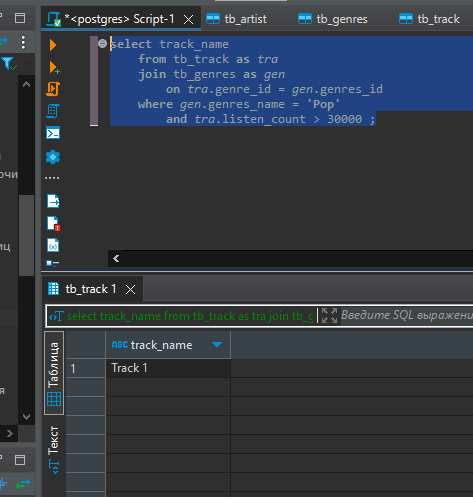 *<postgres> Script-1
tb_artist
tb_genres
tb_track
select track_name
from tb_track as tra
join tb_genres as gen
on tra.genre_id = gen.genres_id
where gen.genres_name = 'Pop'
and tra.listen_count > 30000 ;
очи
иц
я
tb_track 1
select track_name from tb_track as tra join tb_g
Введите SQL выражени
Таблица
Текст
ABC track_name
1
Track 1